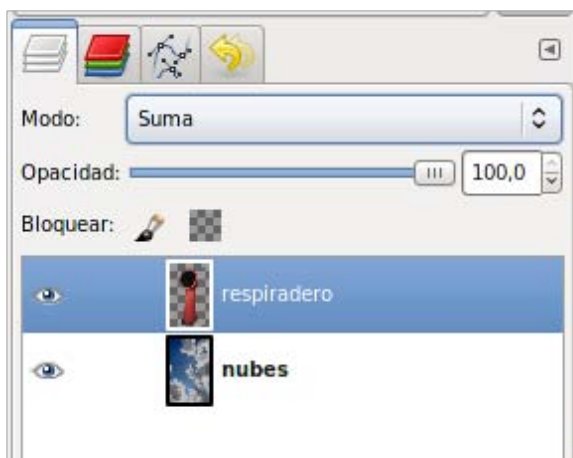 Modo: Suma
Opacidad: 100,0
Bloquear:
respiradero
nubes